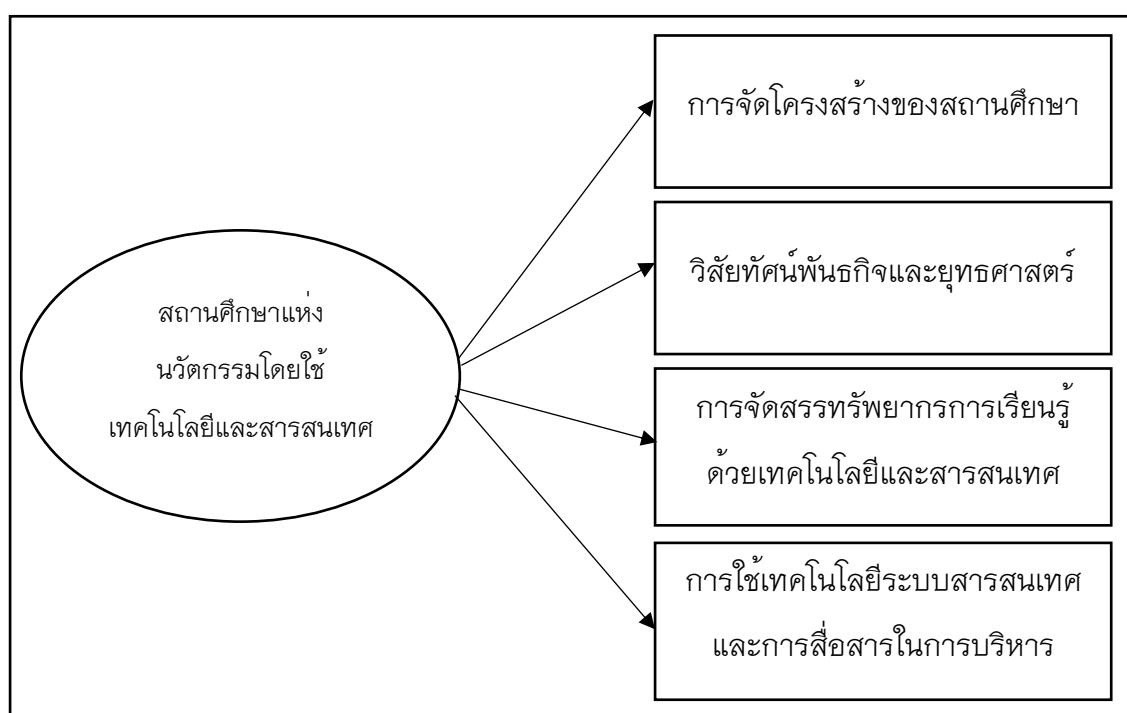 สถานศึกษาแห่ง
นวัตกรรมโดยใช้
เทคโนโลยีและสารสนเทศ
การจัดโครงสร้างของสถานศึกษา
วิสัยทัศน์พันธกิจและยุทธศาสตร์
การจัดสรรทรัพยากรการเรียนรู้
ด้วยเทคโนโลยีและสารสนเทศ
การใช้เทคโนโลยีระบบสารสนเทศ
และการสื่อสารในการบริหาร